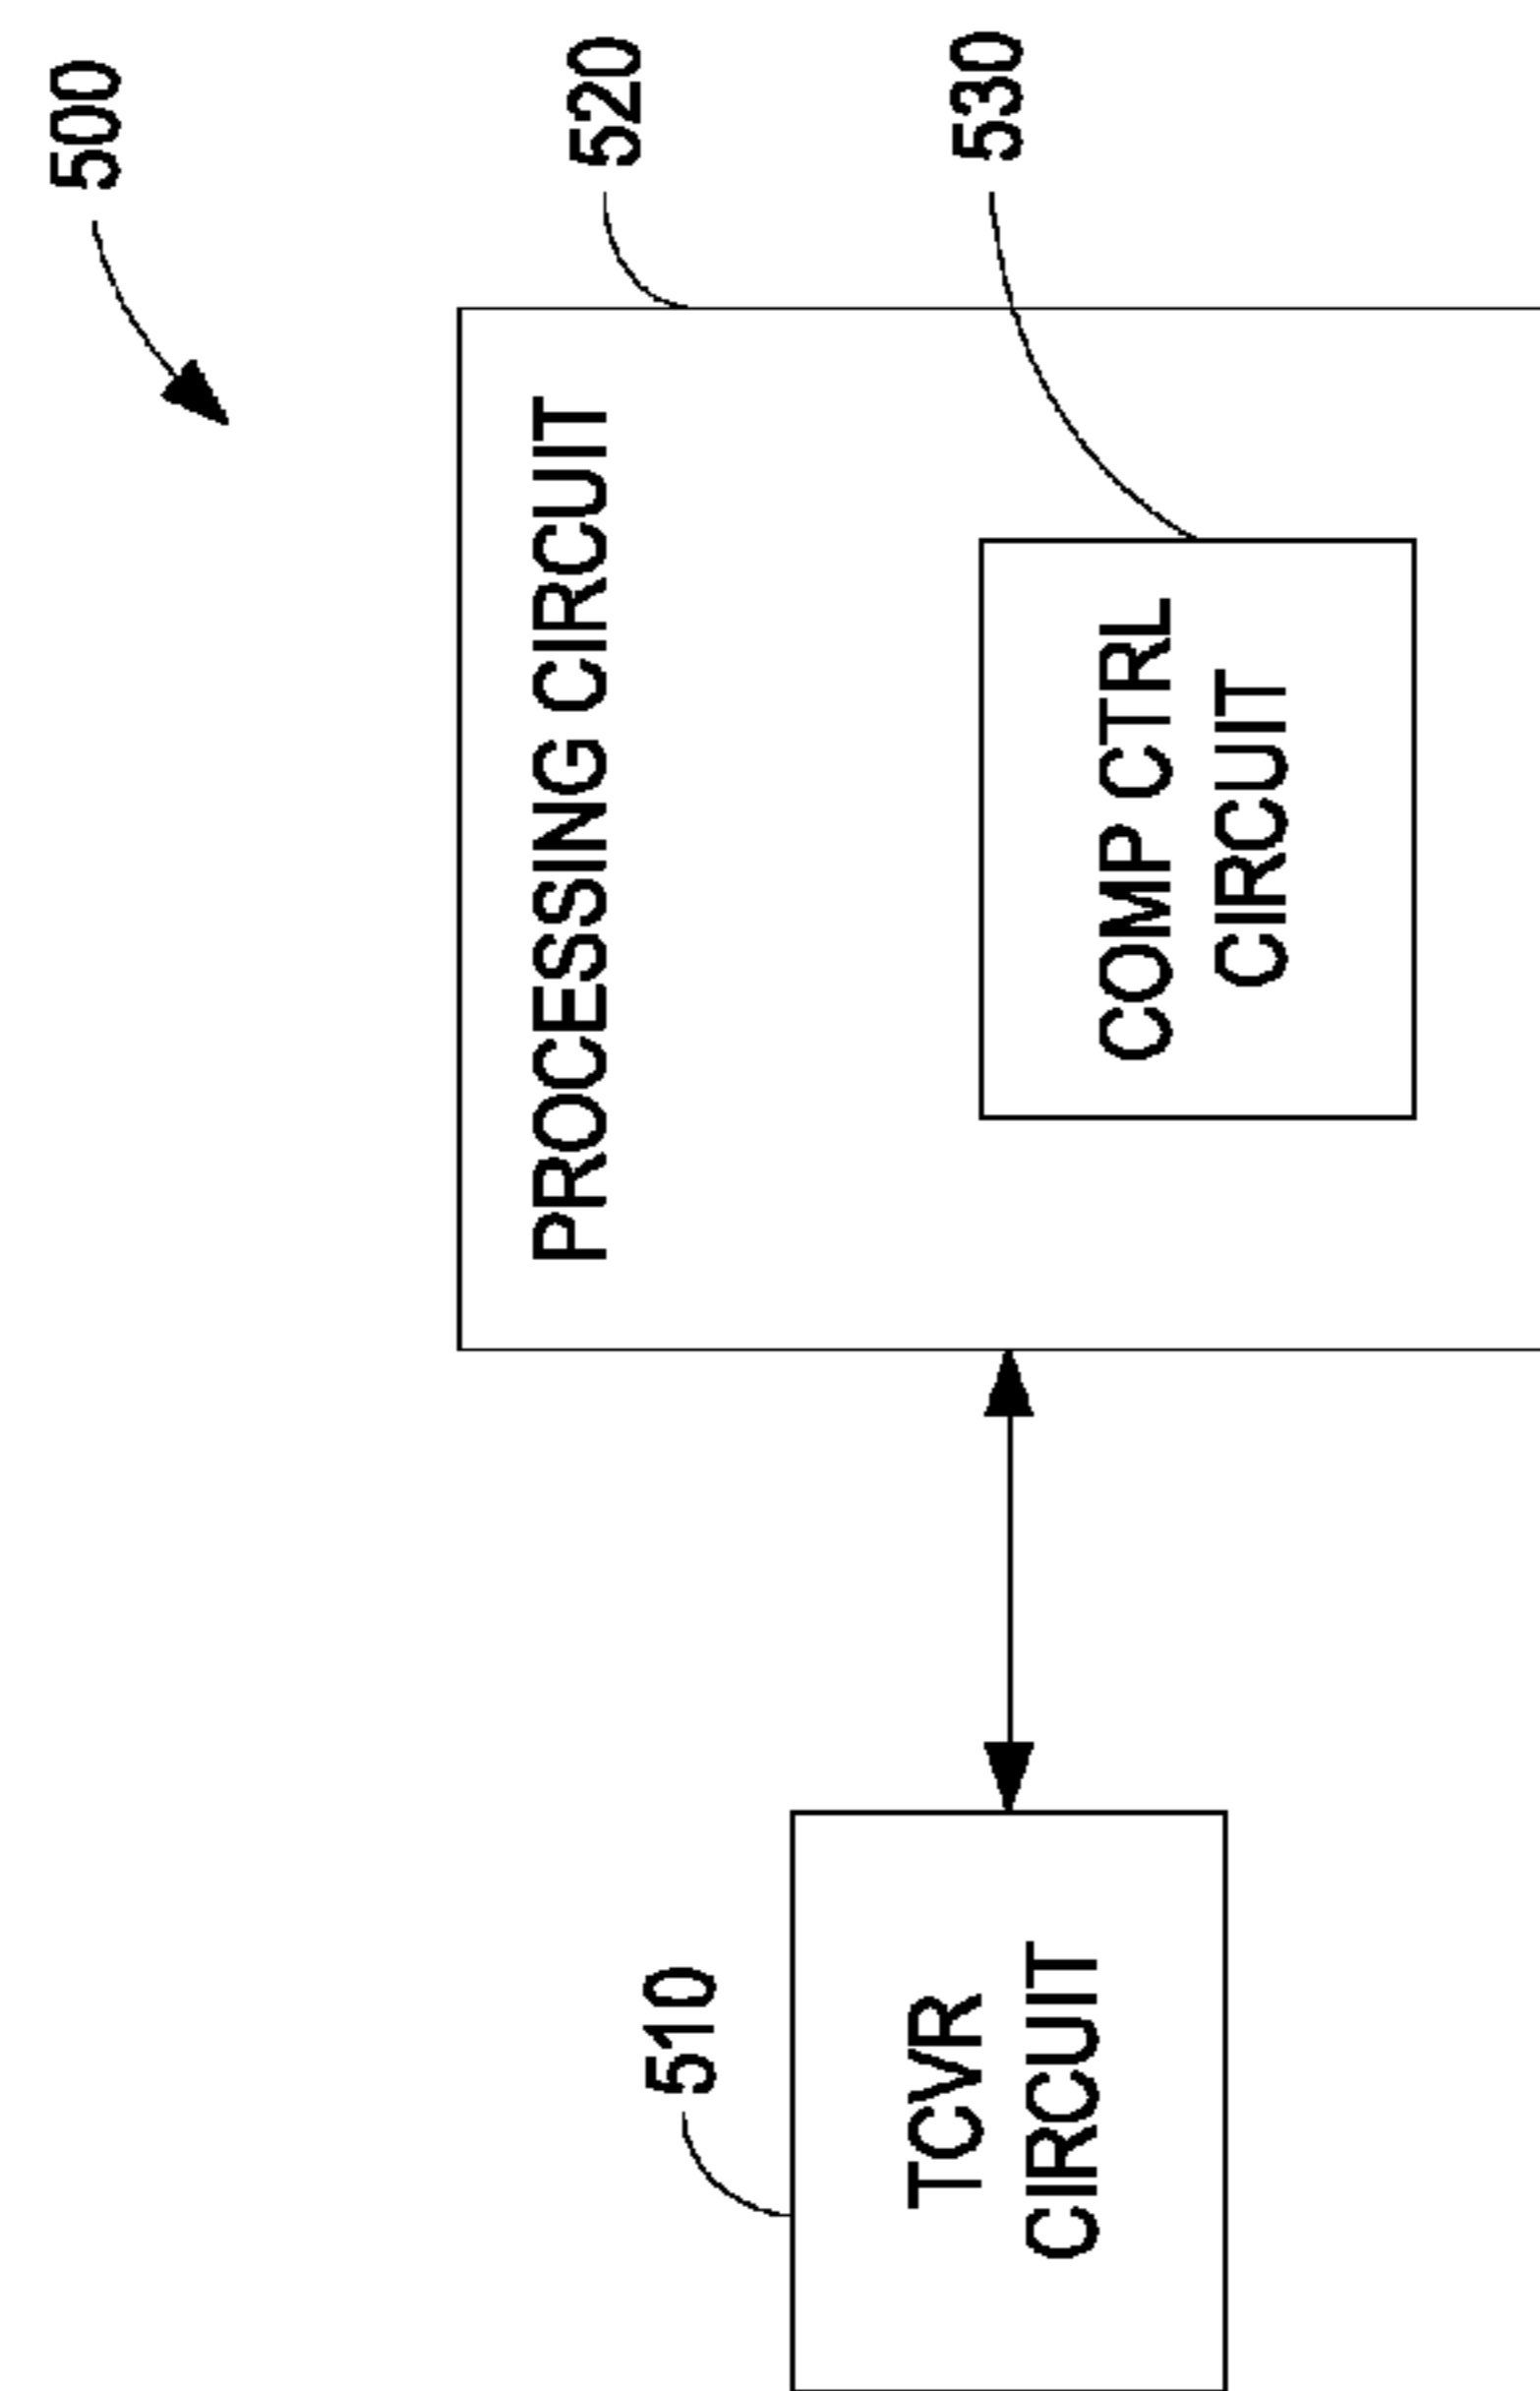 500
520
PROCESSING CIRCUIT
530
COMP CTRL
CIRCUIT
510
TCVR
CIRCUIT